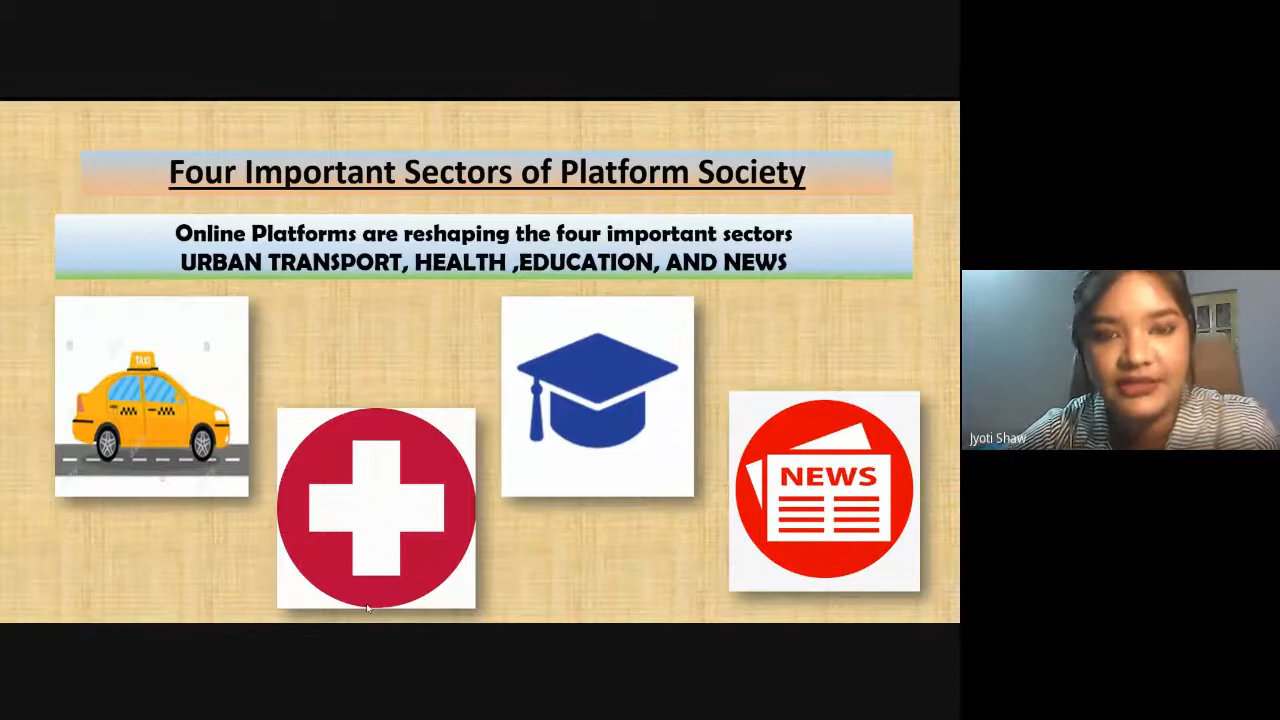 Four Important Sectors of Platform Society
Online Platforms are reshaping the four important sectors
URBAN TRANSPORT, HEALTH ,EDUCATION, AND NEWS
TAXI
NEWS
Jyoti Shaw